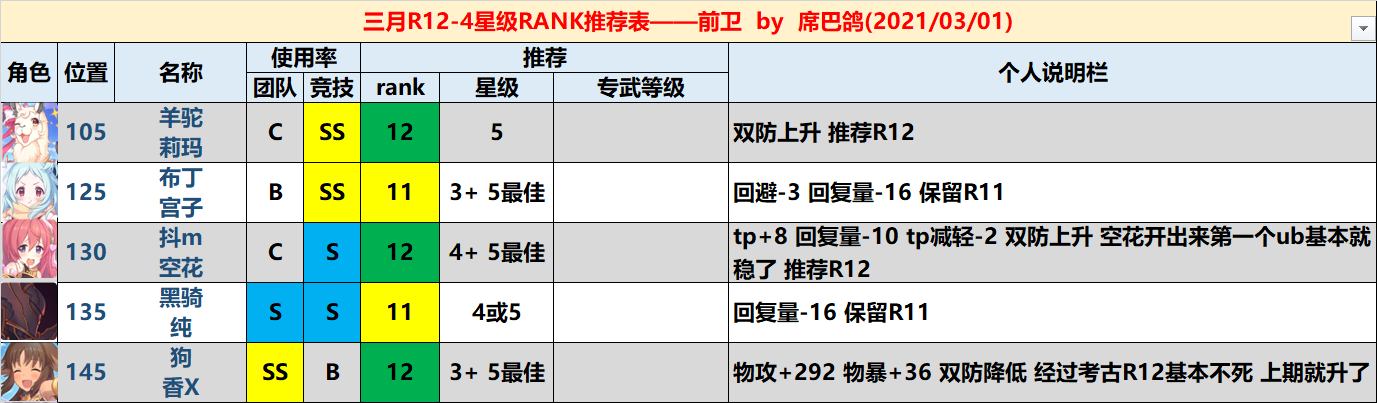 三月R12-4星级RANK推荐表——前卫 by 席巴鸽(2021/03/01)
角色 位置 名称 使用率 推荐 个人说明栏
团队 竞技 rank 星级 专武等级
105 羊驼 C SS 12 5 双防上升 推荐R12
莉玛
125 布丁 B SS 11 3+ 5最佳 回避-3 回复量-16 保留R11
宫子
130 抖m C S 12 4+ 5最佳 tp+8 回复量-10 tp减轻-2 双防上升 空花开出来第一个ub基本就
空花 稳了 推荐R12
135 黑骑 S S 11 4或5 回复量-16 保留R11
纯
145 狗 SS B 12 3+ 5最佳 物攻+292 物暴+36 双防降低 经过考古R12基本不死 上期就升了
香X